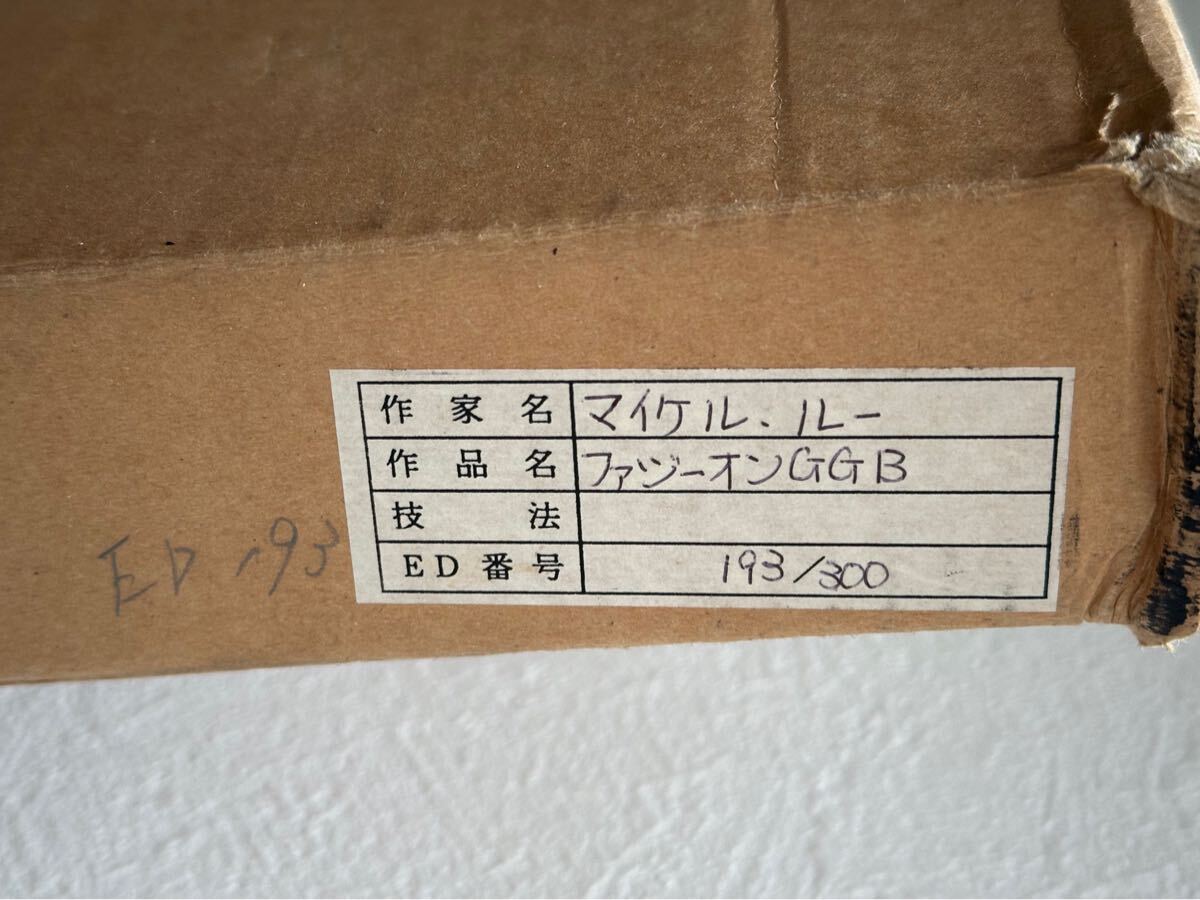 作家名 マイケル.ルー
作品名 ファジーオンGGB
技法
ED番号 193/300
ED 193